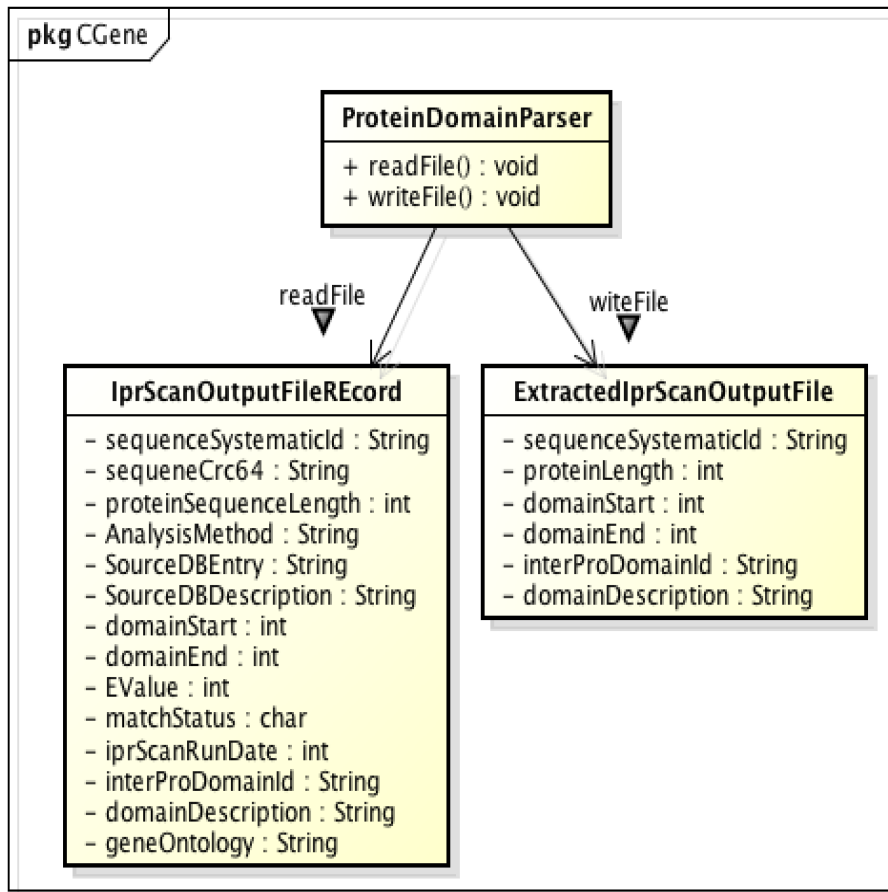 pkg CGene
ProteinDomainParser
+ readFile() : void
+ writeFile() : void
readFile
witeFile
IprScanOutputFileREcord
- sequenceSystematicId : String
- sequeneCrc64 : String
- proteinSequenceLength : int
- AnalysisMethod : String
- SourceDBEntry : String
- SourceDBDescription : String
- domainStart : int
- domainEnd : int
- EValue : int
- matchStatus : char
- iprScanRunDate : int
- interProDomainId : String
- domainDescription : String
- geneOntology : String
ExtractedIprScanOutputFile
- sequenceSystematicId : String
- proteinLength : int
- domainStart : int
- domainEnd : int
- interProDomainId : String
- domainDescription : String